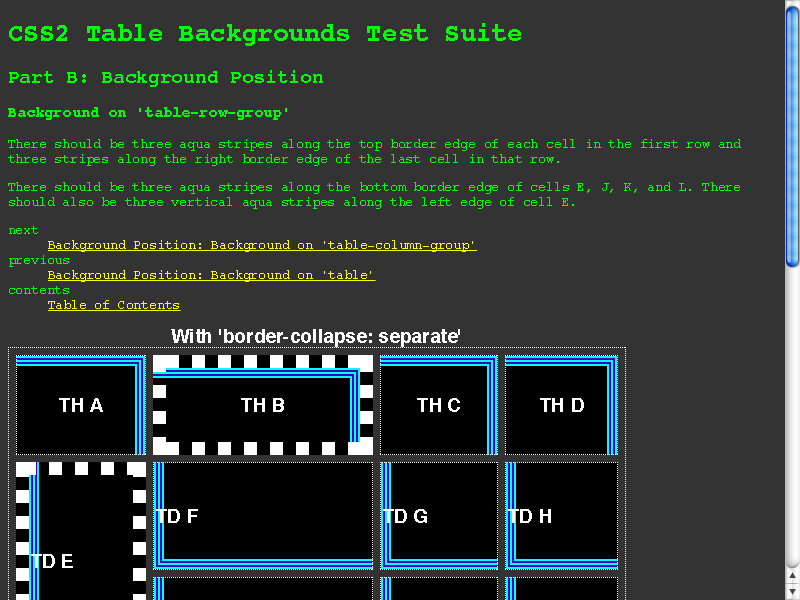 CSS2 Table Backgrounds Test Suite
Part B: Background Position
Background on 'table-row-group'
There should be three aqua stripes along the top border edge of each cell in the first row and
three stripes along the right border edge of the last cell in that row.
There should be three aqua stripes along the bottom border edge of cells E, J, K, and L. There
should also be three vertical aqua stripes along the left edge of cell E.
next
Background Position: Background on 'table-column-group'
previous
Background Position: Background on 'table'
contents
Table of Contents
With 'border-collapse: separate'
TH A TH B TH C TH D
TD F TD G TD H
TD E